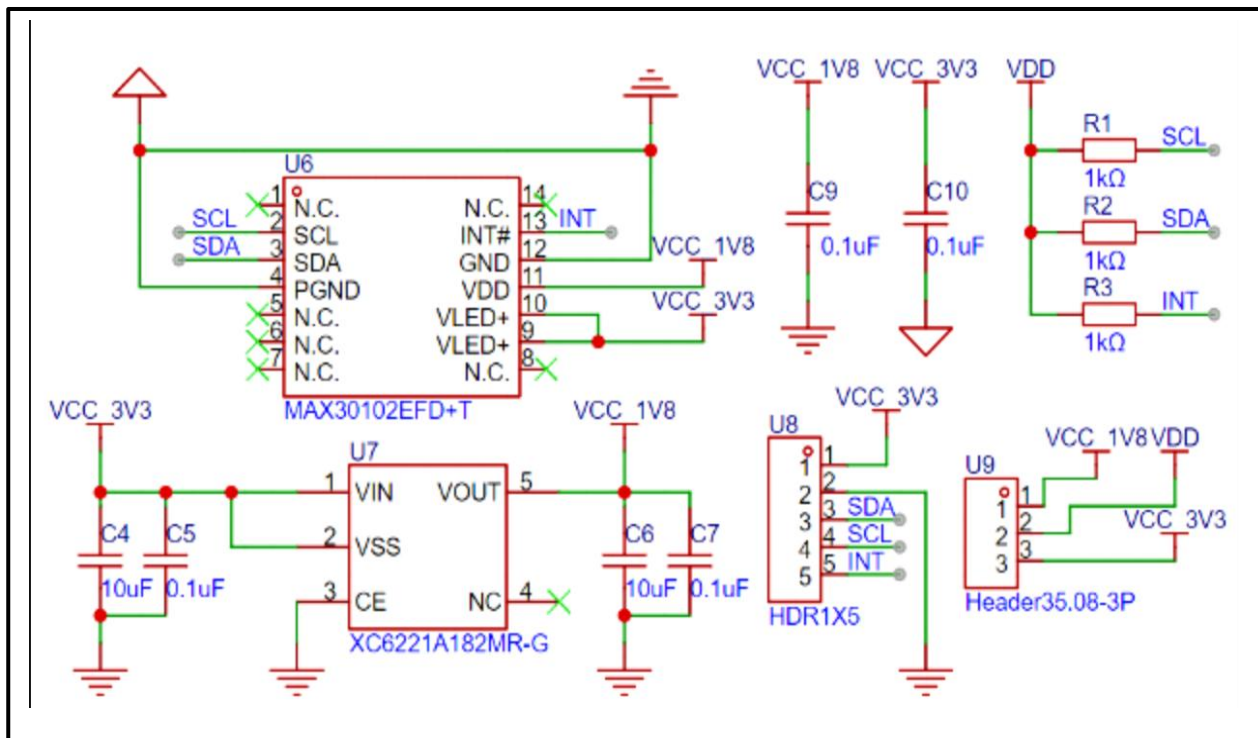 VCC_1V8 VCC_3V3 VDD
U6
1 N.C. N.C. 14
SCL 2 SCL INT# 13 INT
SDA 3 SDA GND 12
4 PGND VDD 11 VCC_1V8
5 N.C. VLED+ 10 VCC_3V3
6 N.C. VLED+ 9
7 N.C. N.C. 8
MAX30102EFD+T
C9
0.1uF
C10
0.1uF
R1 SCL
1kΩ
R2 SDA
1kΩ
R3 INT
1kΩ
VCC_3V3
C4
10uF
C5
0.1uF
U7
1 VIN VOUT 5
2 VSS
3 CE NC 4
XC6221A182MR-G
VCC_1V8
C6
10uF
C7
0.1uF
VCC_3V3
U8
1 1
2 2
3 3 SDA
4 4 SCL
5 5 INT
HDR1X5
VCC_1V8 VDD
U9
1 1
2 2 VCC_3V3
3 3
Header35.08-3P